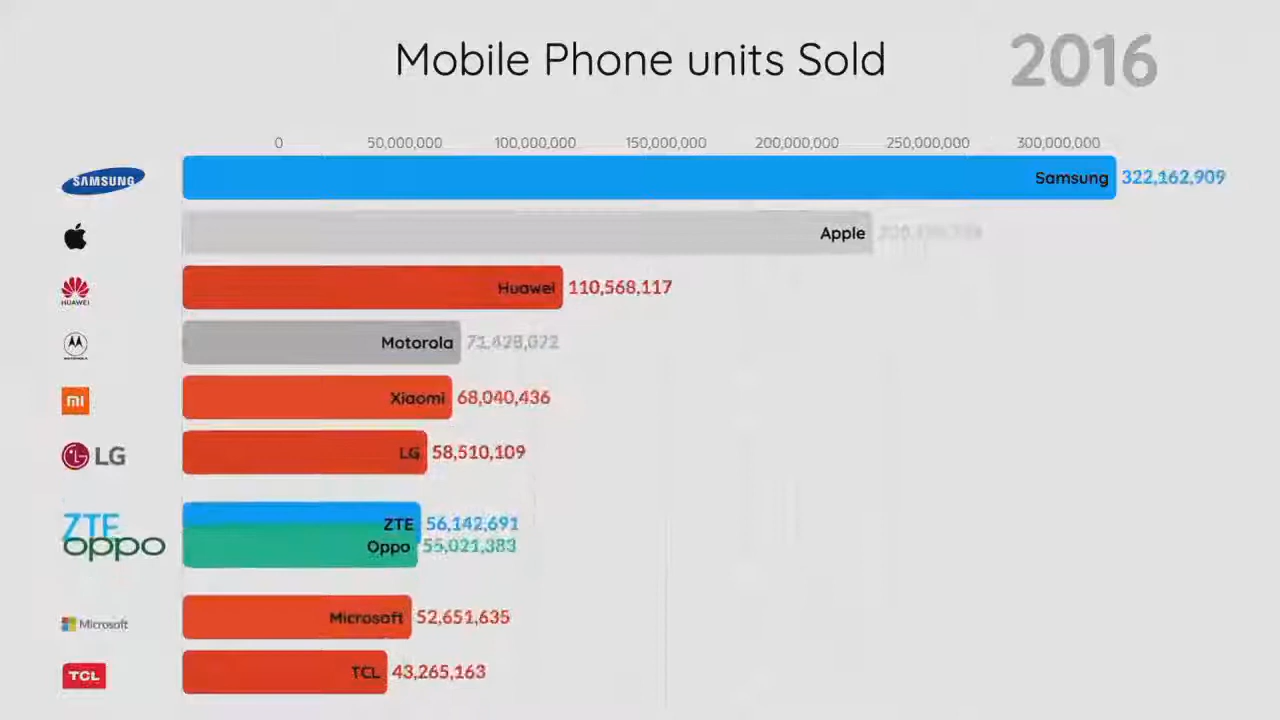 Mobile Phone units Sold
2016
0 50,000,000 100,000,000 150,000,000 200,000,000 250,000,000 300,000,000
SAMSUNG Samsung 322,162,909
Apple
HUAWEI Huawei 110,568,117
Motorola
MI Xiaomi 68,040,436
LG LG 58,510,109
ZTE ZTE 56,142,691
oppo Oppo 55,021,383
Microsoft Microsoft 52,651,635
TCL TCL 43,265,163